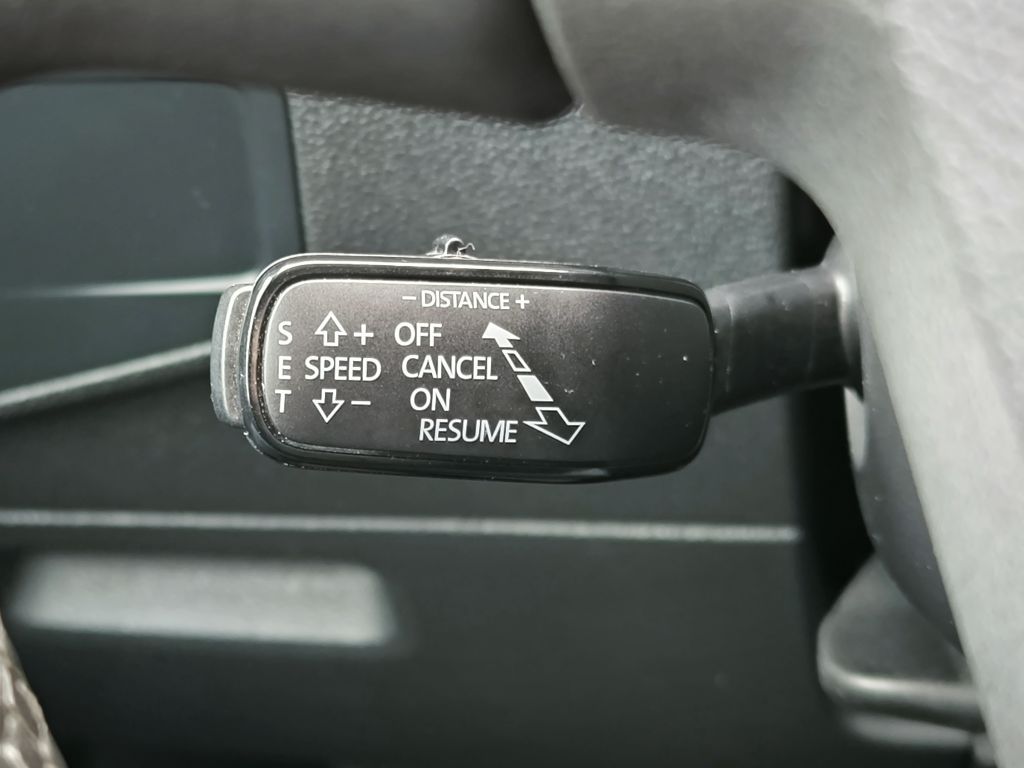 − DISTANCE +
S + OFF
E SPEED CANCEL
T − ON
RESUME